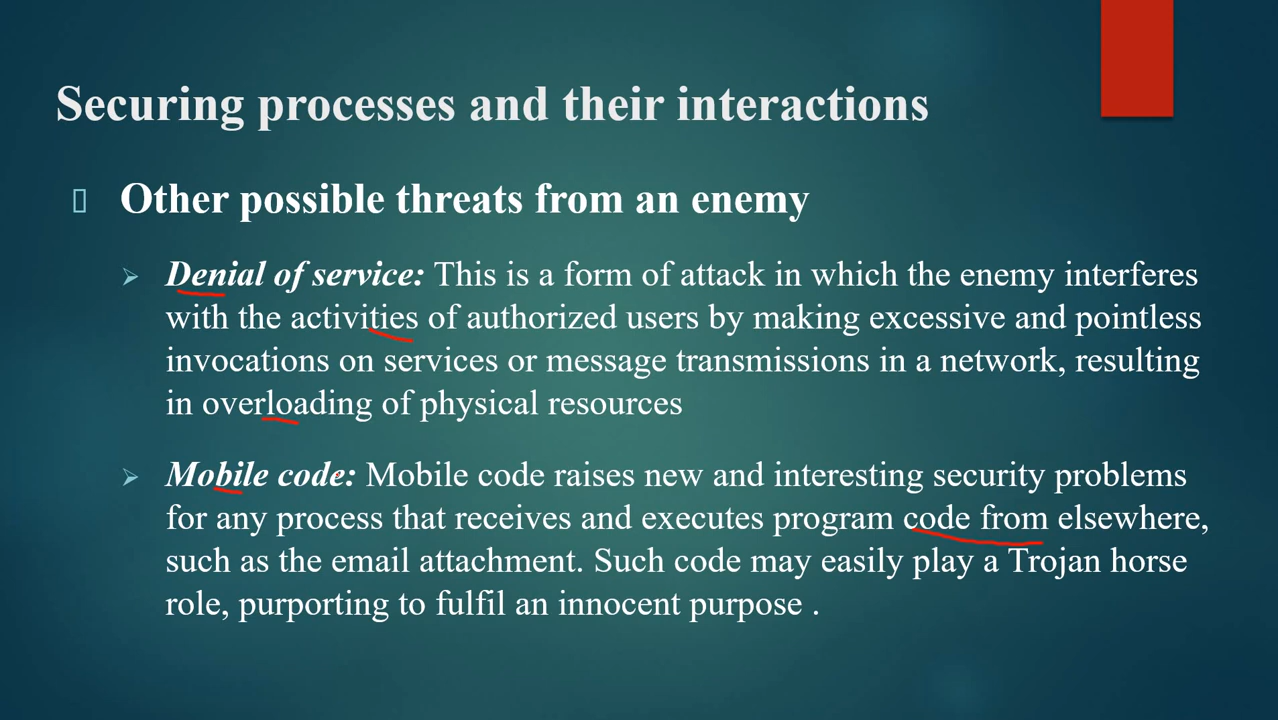 Securing processes and their interactions
Other possible threats from an enemy
Denial of service: This is a form of attack in which the enemy interferes
with the activities of authorized users by making excessive and pointless
invocations on services or message transmissions in a network, resulting
in overloading of physical resources
Mobile code: Mobile code raises new and interesting security problems
for any process that receives and executes program code from elsewhere,
such as the email attachment. Such code may easily play a Trojan horse
role, purporting to fulfil an innocent purpose .